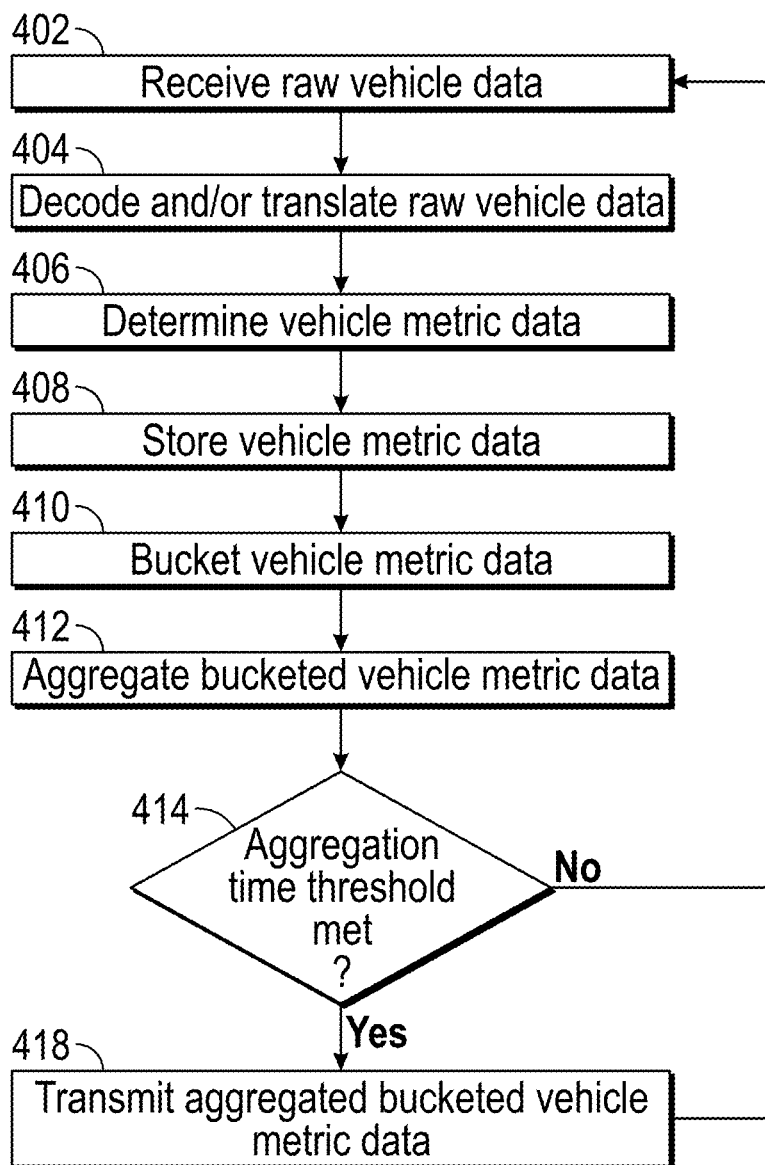 402
Receive raw vehicle data
404
Decode and/or translate raw vehicle data
406
Determine vehicle metric data
408
Store vehicle metric data
410
Bucket vehicle metric data
412
Aggregate bucketed vehicle metric data
414
Aggregation
time threshold
met
?
No
Yes
418
Transmit aggregated bucketed vehicle
metric data